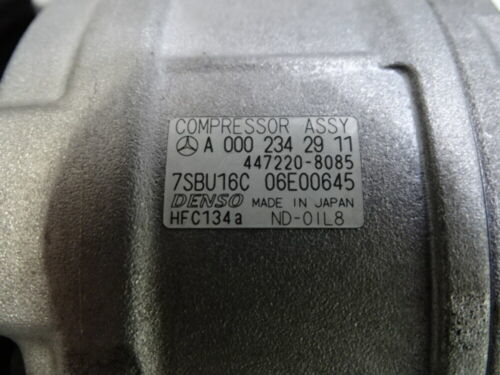 COMPRESSOR ASSY
A 000 234 29 11
447220-8085
7SBU16C 06E00645
DENSO MADE IN JAPAN
HFC134a ND-OIL8